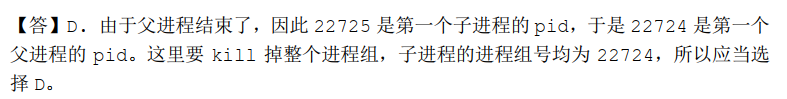 【答】D．由于父进程结束了，因此 22725 是第一个子进程的 pid，于是 22724 是第一个
父进程的 pid。这里要 kill 掉整个进程组，子进程的进程组号均为 22724，所以应当选
择 D。